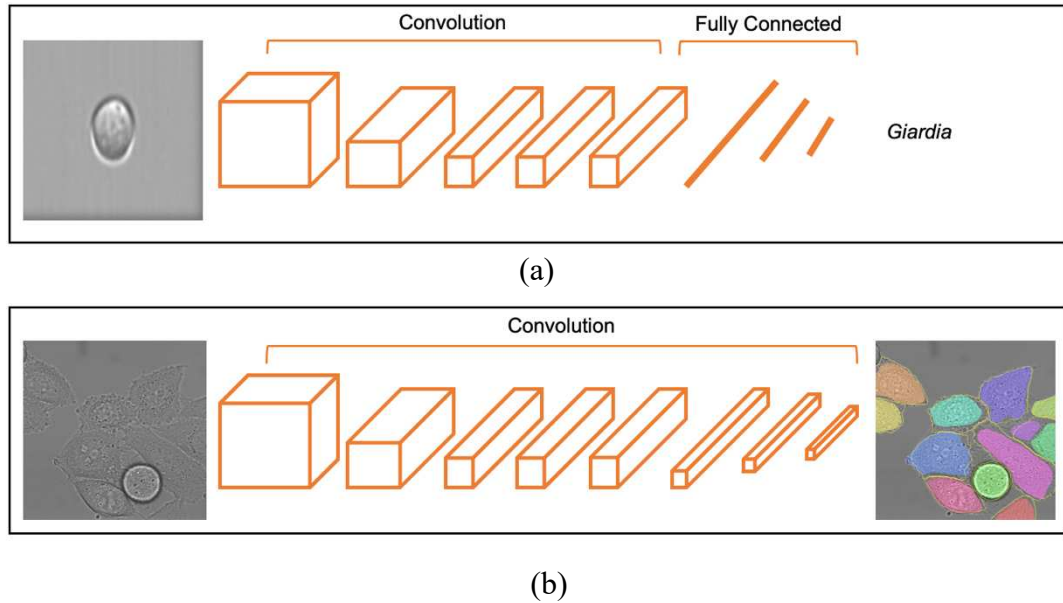 Convolution Fully Connected
Giardia
(a)
Convolution
(b)